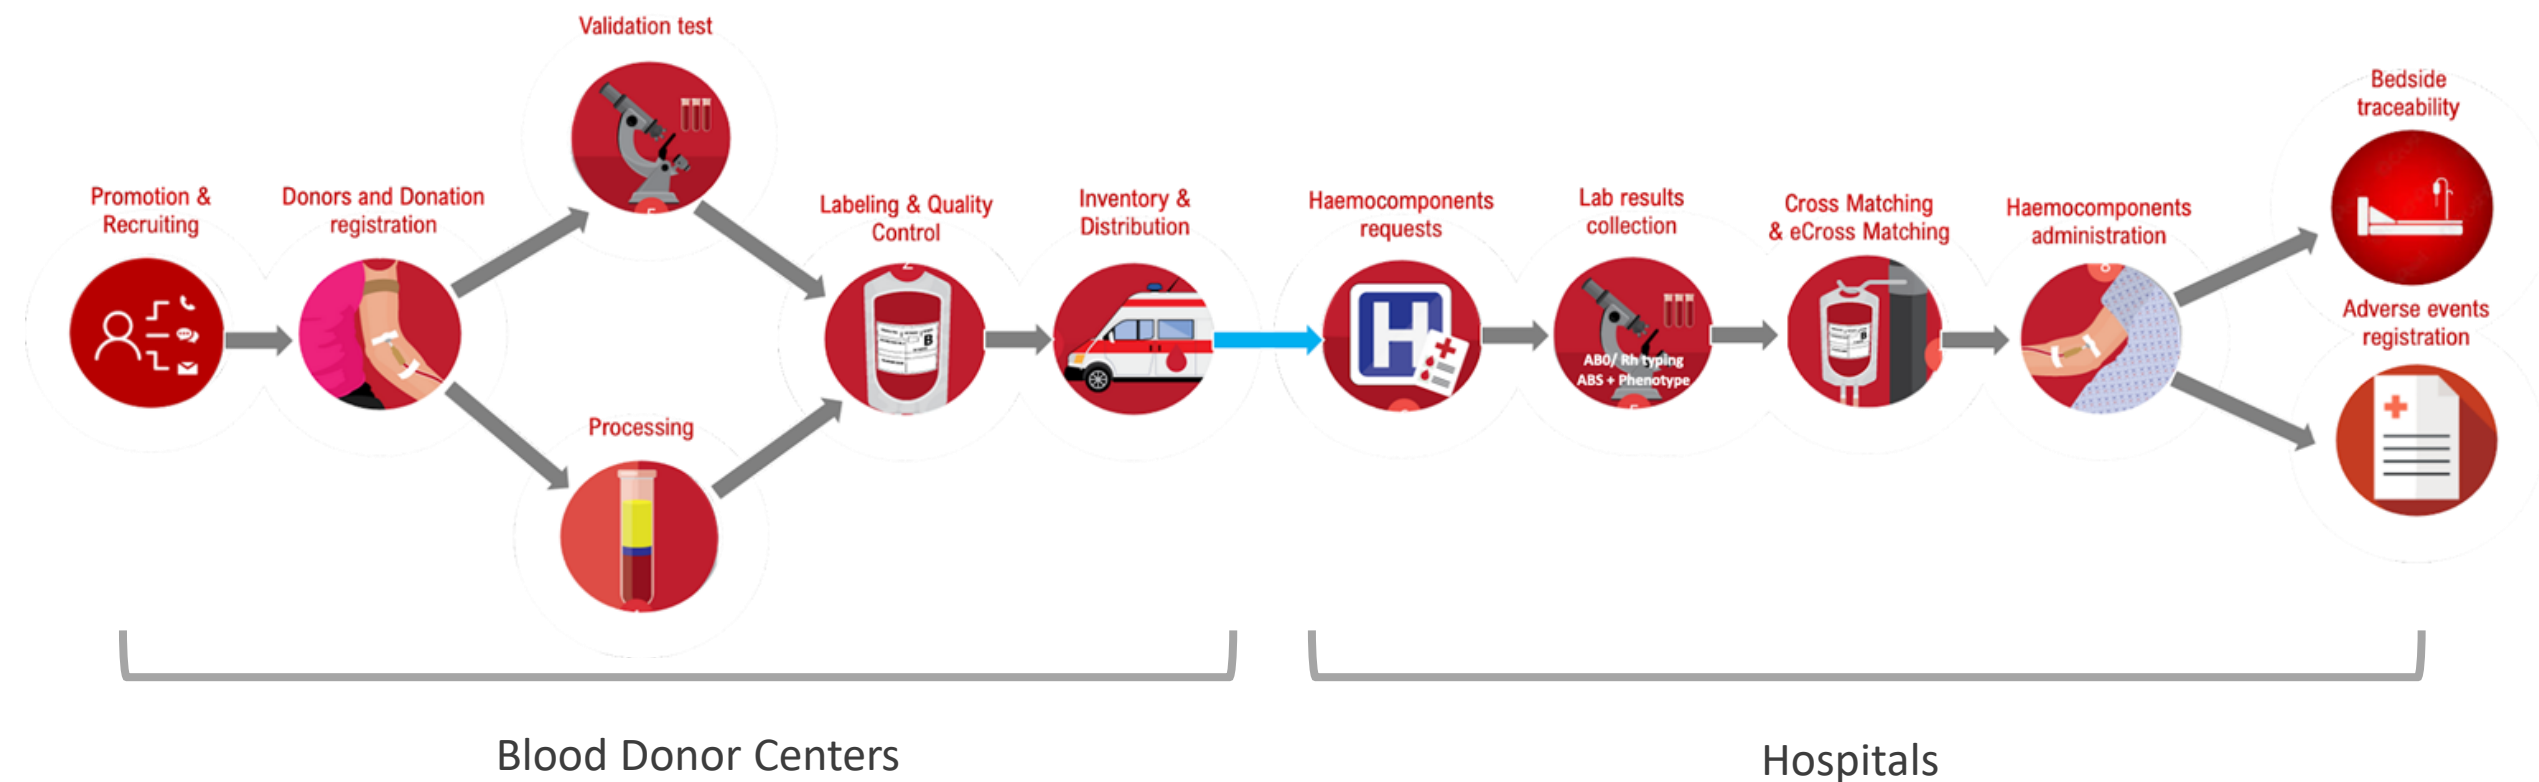 Promotion &
Recruiting
Donors and Donation
registration
Validation test
Processing
Labeling & Quality
Control
B
Inventory &
Distribution
Haemocomponents
requests
H
Lab results
collection
AB0/ Rh typing
ABS + Phenotype
Cross Matching
& eCross Matching
Haemocomponents
administration
Bedside
traceability
Adverse events
registration
Blood Donor Centers
Hospitals